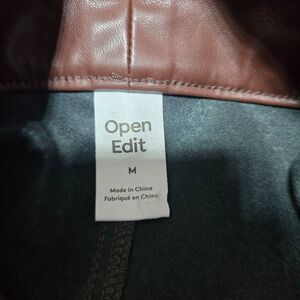 Open
Edit
M
Made in China
Fabriqué en Chine